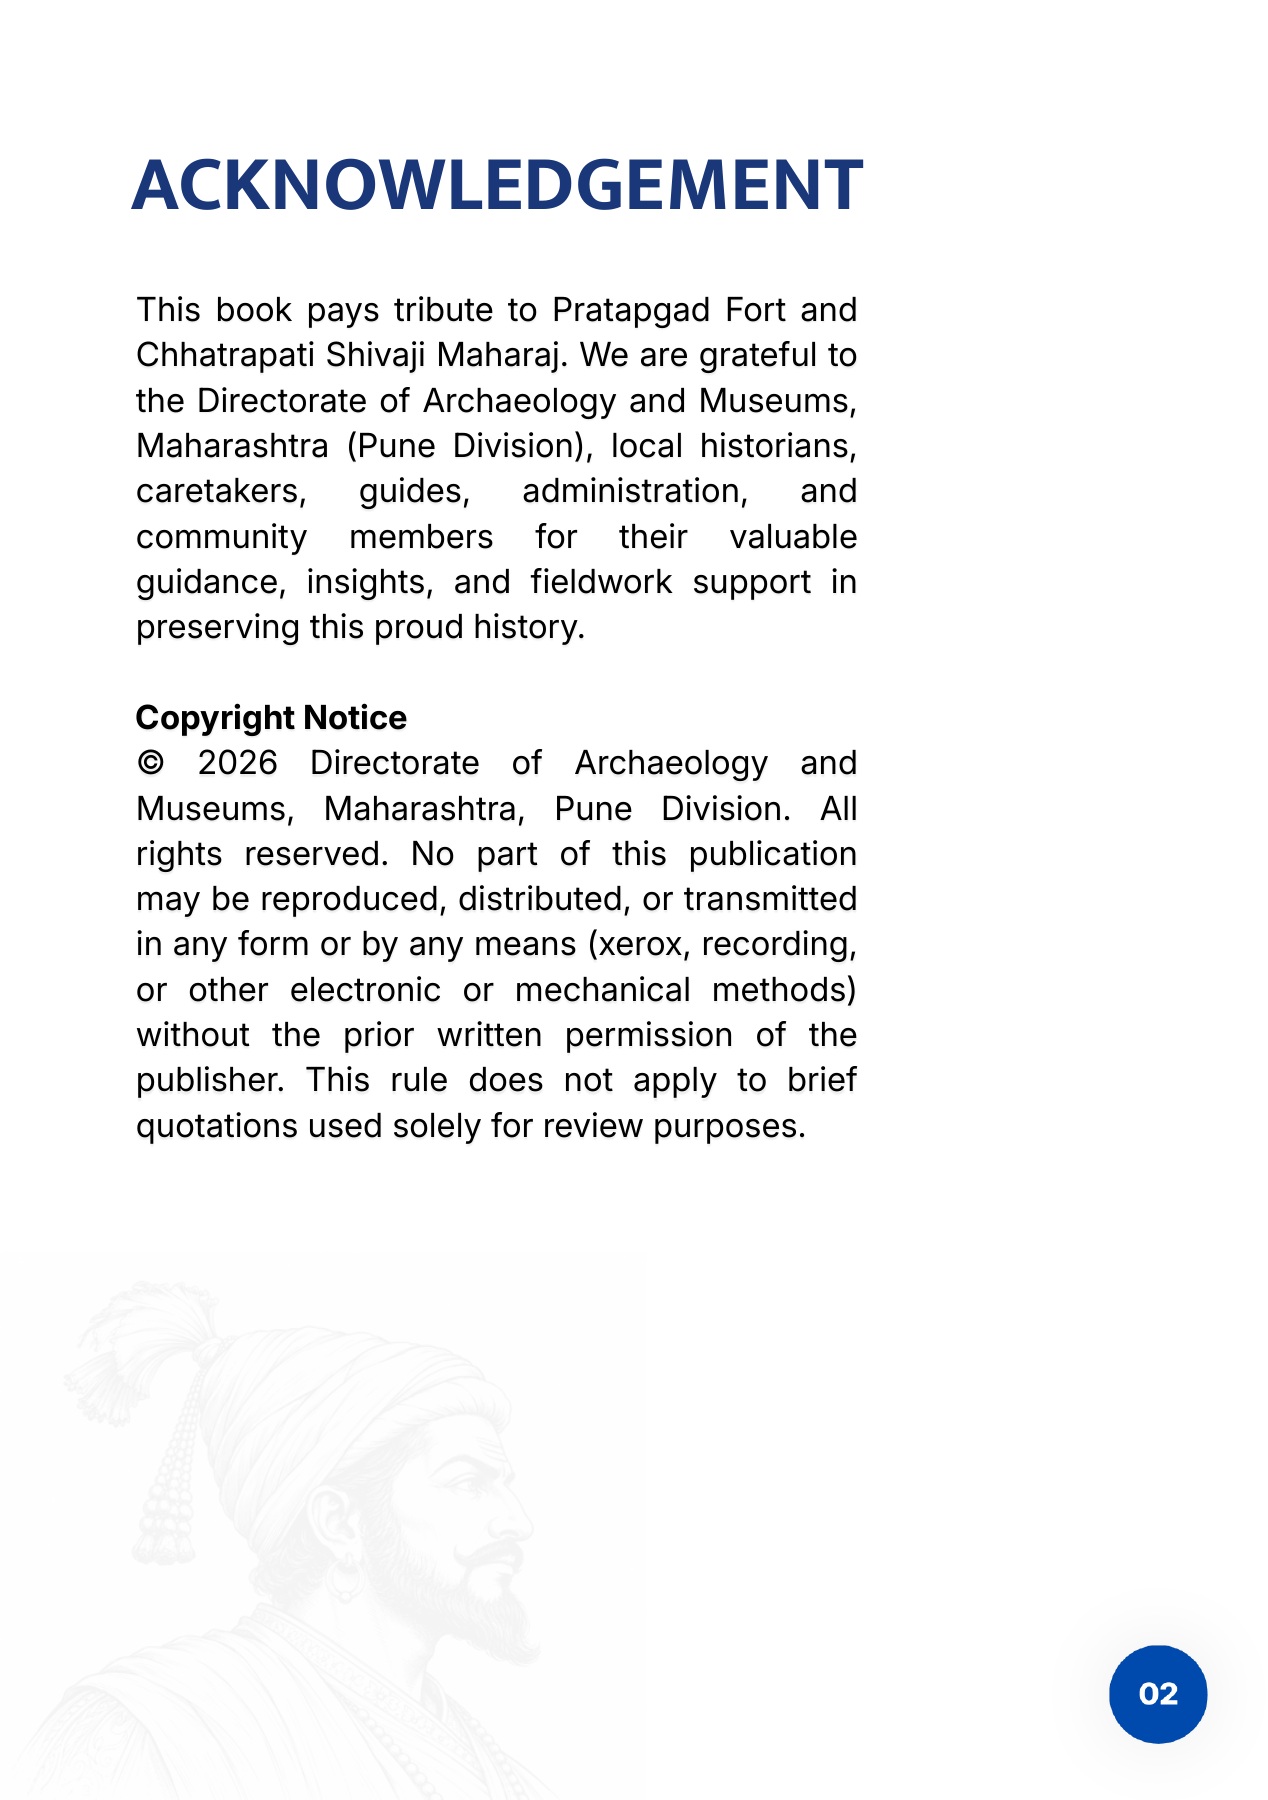 ACKNOWLEDGEMENT
This book pays tribute to Pratapgad Fort and
Chhatrapati Shivaji Maharaj. We are grateful to
the Directorate of Archaeology and Museums,
Maharashtra (Pune Division), local historians,
caretakers, guides, administration, and
community members for their valuable
guidance, insights, and fieldwork support in
preserving this proud history.
Copyright Notice
© 2026 Directorate of Archaeology and
Museums, Maharashtra, Pune Division. All
rights reserved. No part of this publication
may be reproduced, distributed, or transmitted
in any form or by any means (xerox, recording,
or other electronic or mechanical methods)
without the prior written permission of the
publisher. This rule does not apply to brief
quotations used solely for review purposes.
02